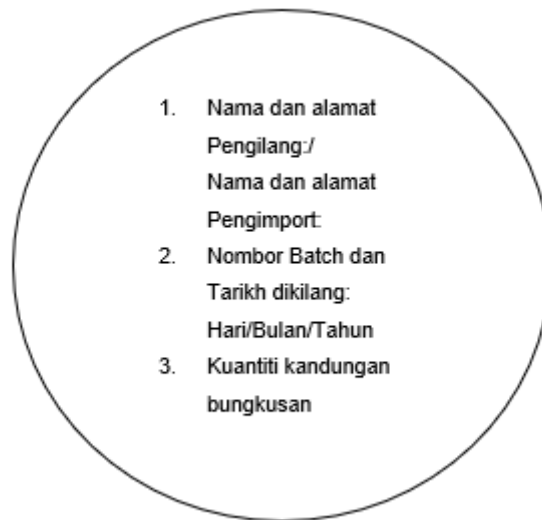 1. Nama dan alamat
Pengilang:/
Nama dan alamat
Pengimport:
2. Nombor Batch dan
Tarikh dikilang:
Hari/Bulan/Tahun
3. Kuantiti kandungan
bungkusan